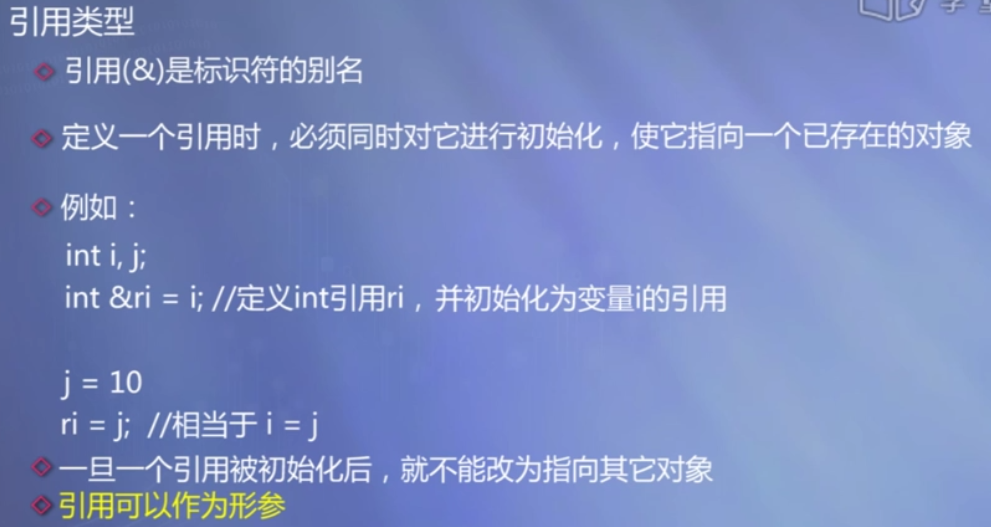 引用类型
引用(&)是标识符的别名
定义一个引用时，必须同时对它进行初始化，使它指向一个已存在的对象
例如：
int i, j;
int &ri = i; //定义int引用ri，并初始化为变量i的引用
j = 10
ri = j; //相当于 i = j
一旦一个引用被初始化后，就不能改为指向其它对象
引用可以作为形参